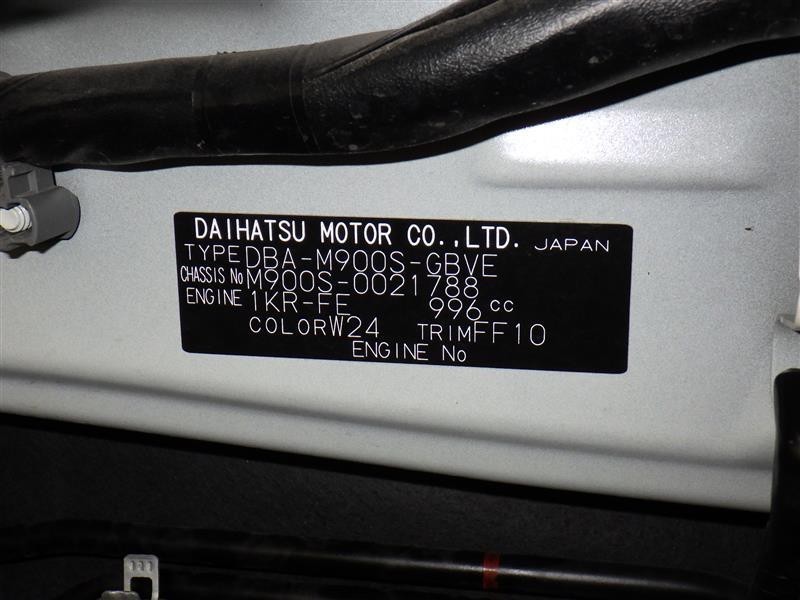 DAIHATSU MOTOR CO.,LTD. JAPAN
TYPE DBA-M900S-GBVE
CHASSIS No M900S-0021788
ENGINE 1KR-FE 996 cc
COLOR W24 TRIM FF10
ENGINE No